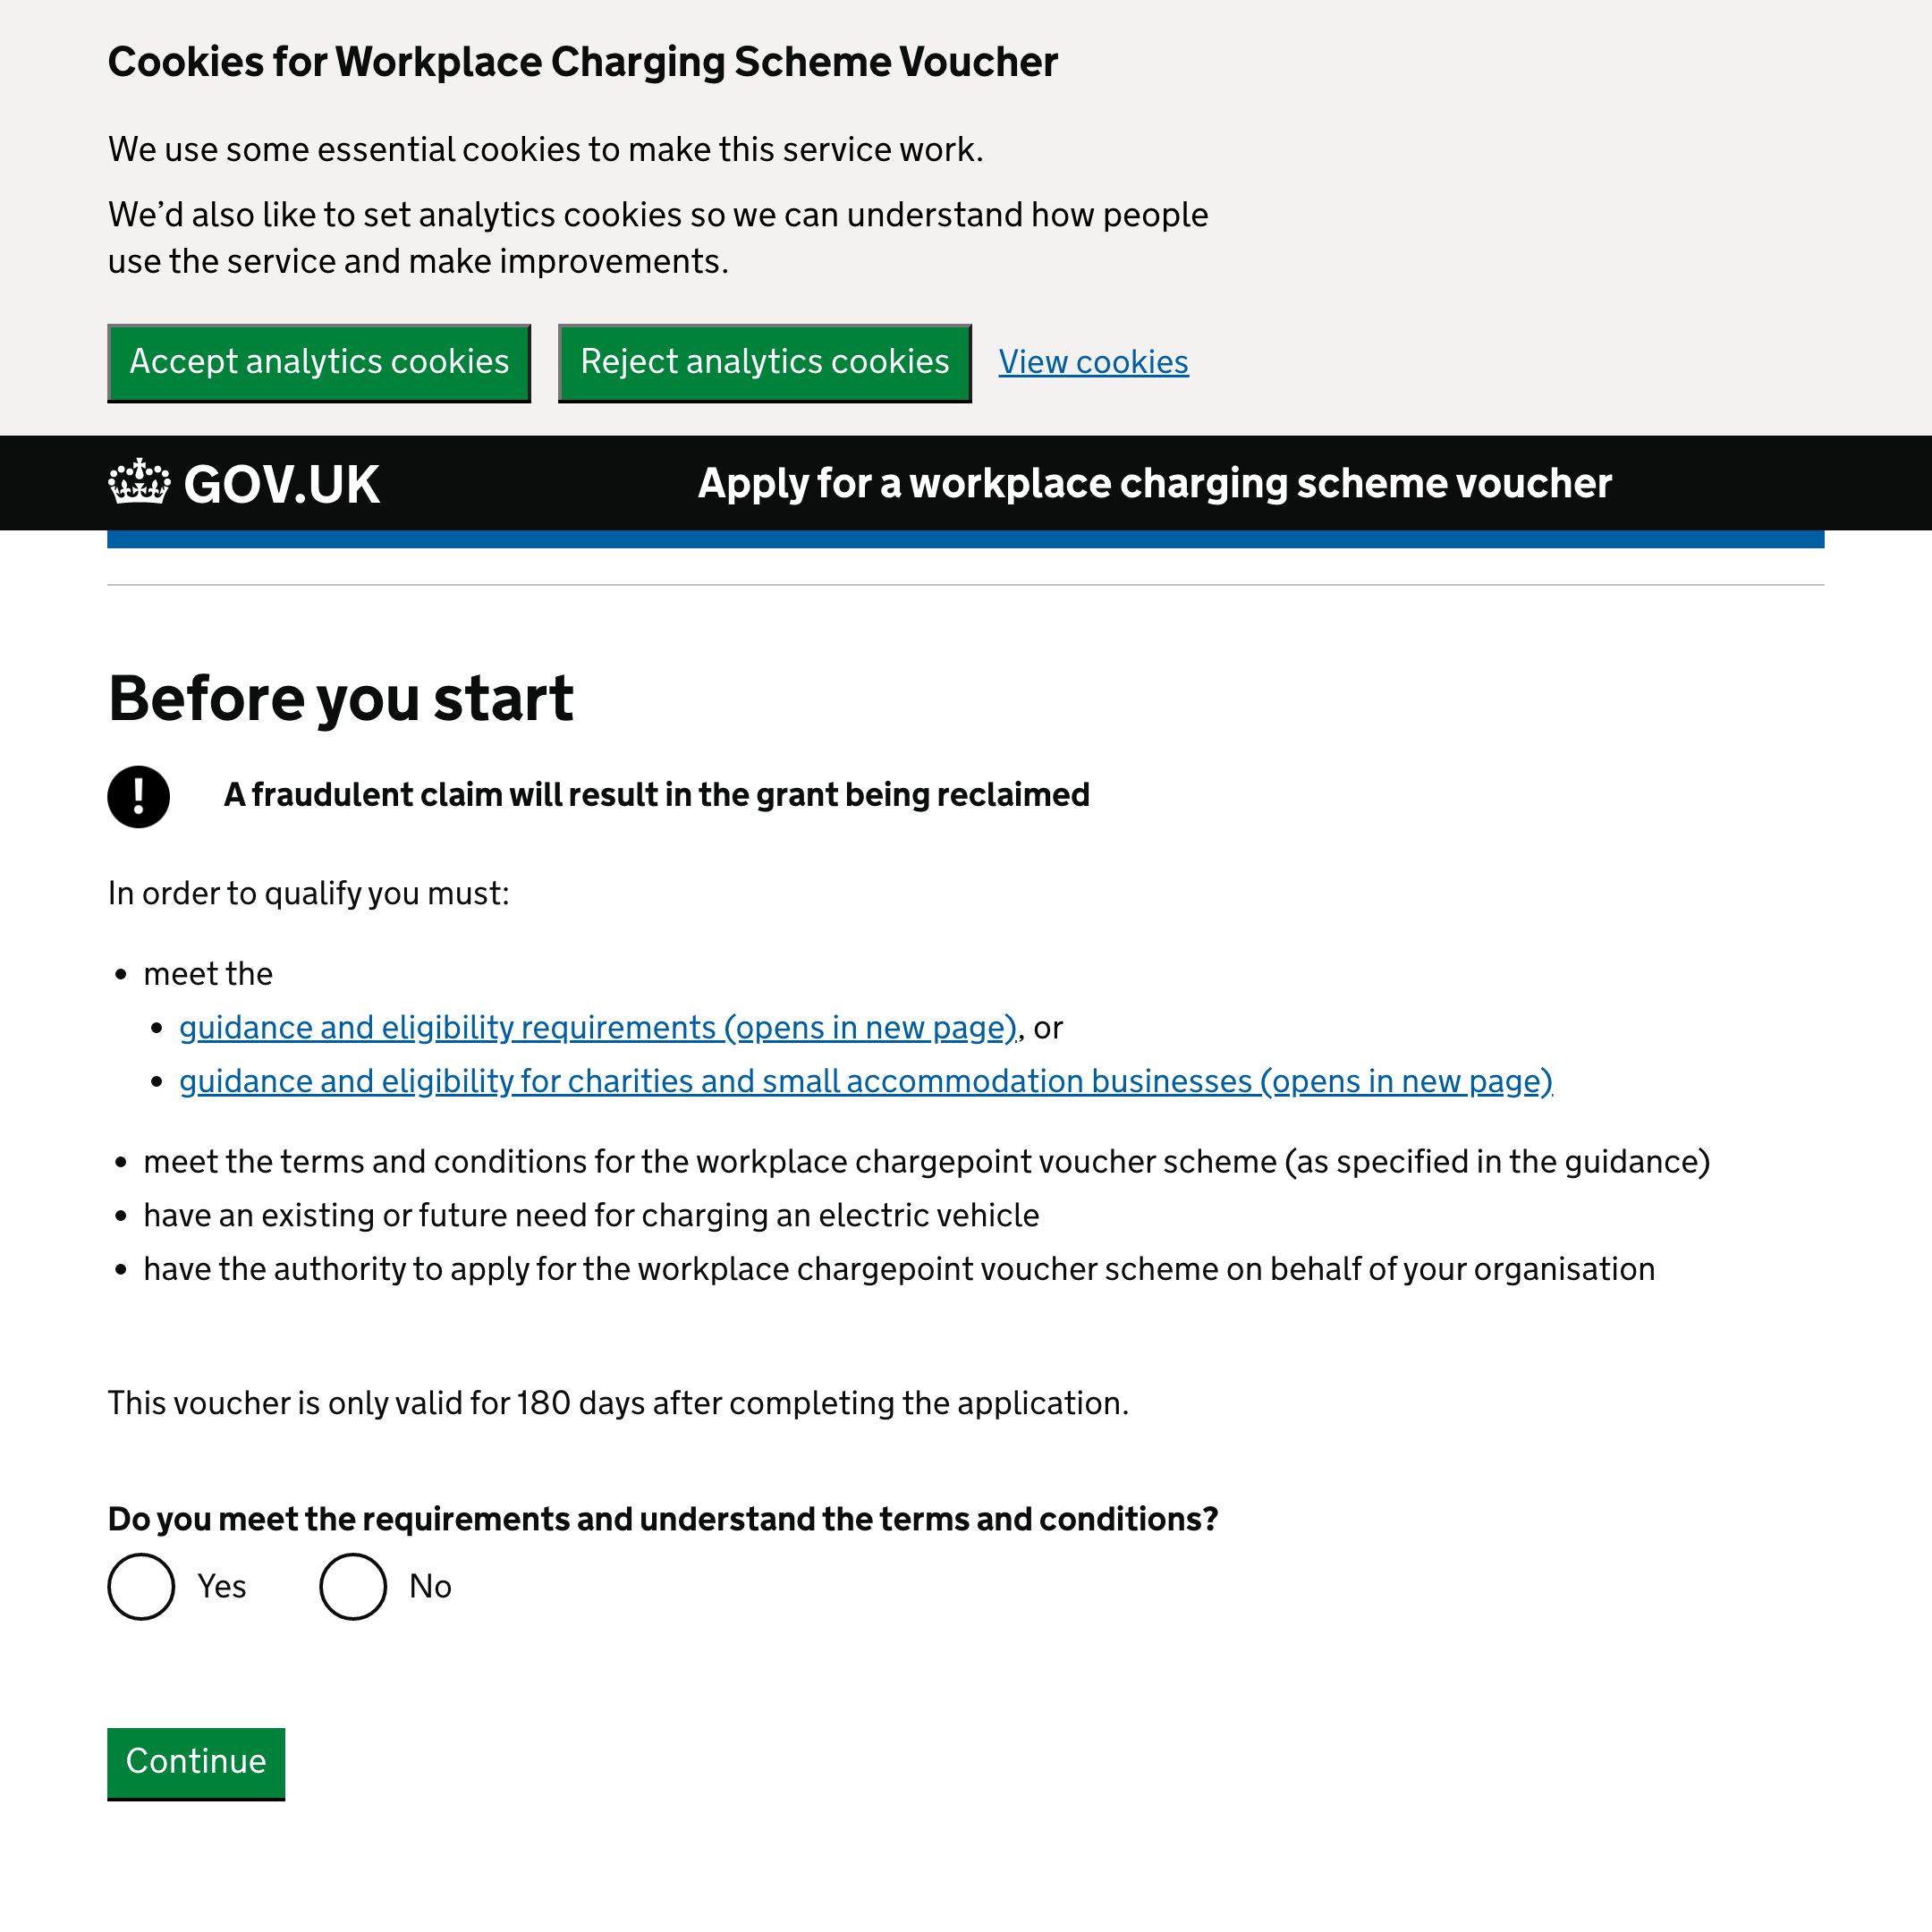 Cookies for Workplace Charging Scheme Voucher
We use some essential cookies to make this service work.
We’d also like to set analytics cookies so we can understand how people
use the service and make improvements.
Accept analytics cookies
Reject analytics cookies
View cookies
GOV.UK
Apply for a workplace charging scheme voucher
Before you start
! A fraudulent claim will result in the grant being reclaimed
In order to qualify you must:
• meet the
• guidance and eligibility requirements (opens in new page), or
• guidance and eligibility for charities and small accommodation businesses (opens in new page)
• meet the terms and conditions for the workplace chargepoint voucher scheme (as specified in the guidance)
• have an existing or future need for charging an electric vehicle
• have the authority to apply for the workplace chargepoint voucher scheme on behalf of your organisation
This voucher is only valid for 180 days after completing the application.
Do you meet the requirements and understand the terms and conditions?
Yes
No
Continue